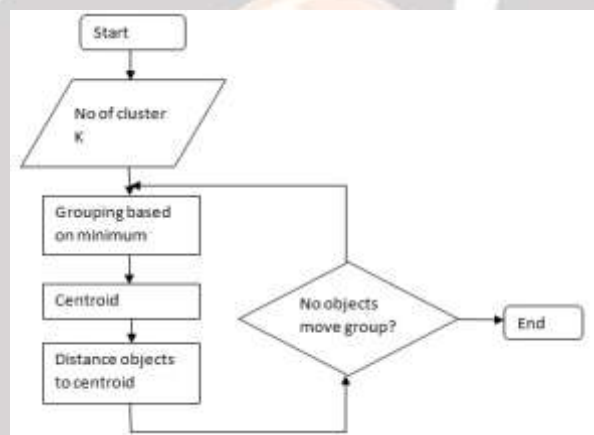 Start
No of cluster
K
Grouping based
on minimum
Centroid
Distance objects
to centroid
No objects
move group?
End